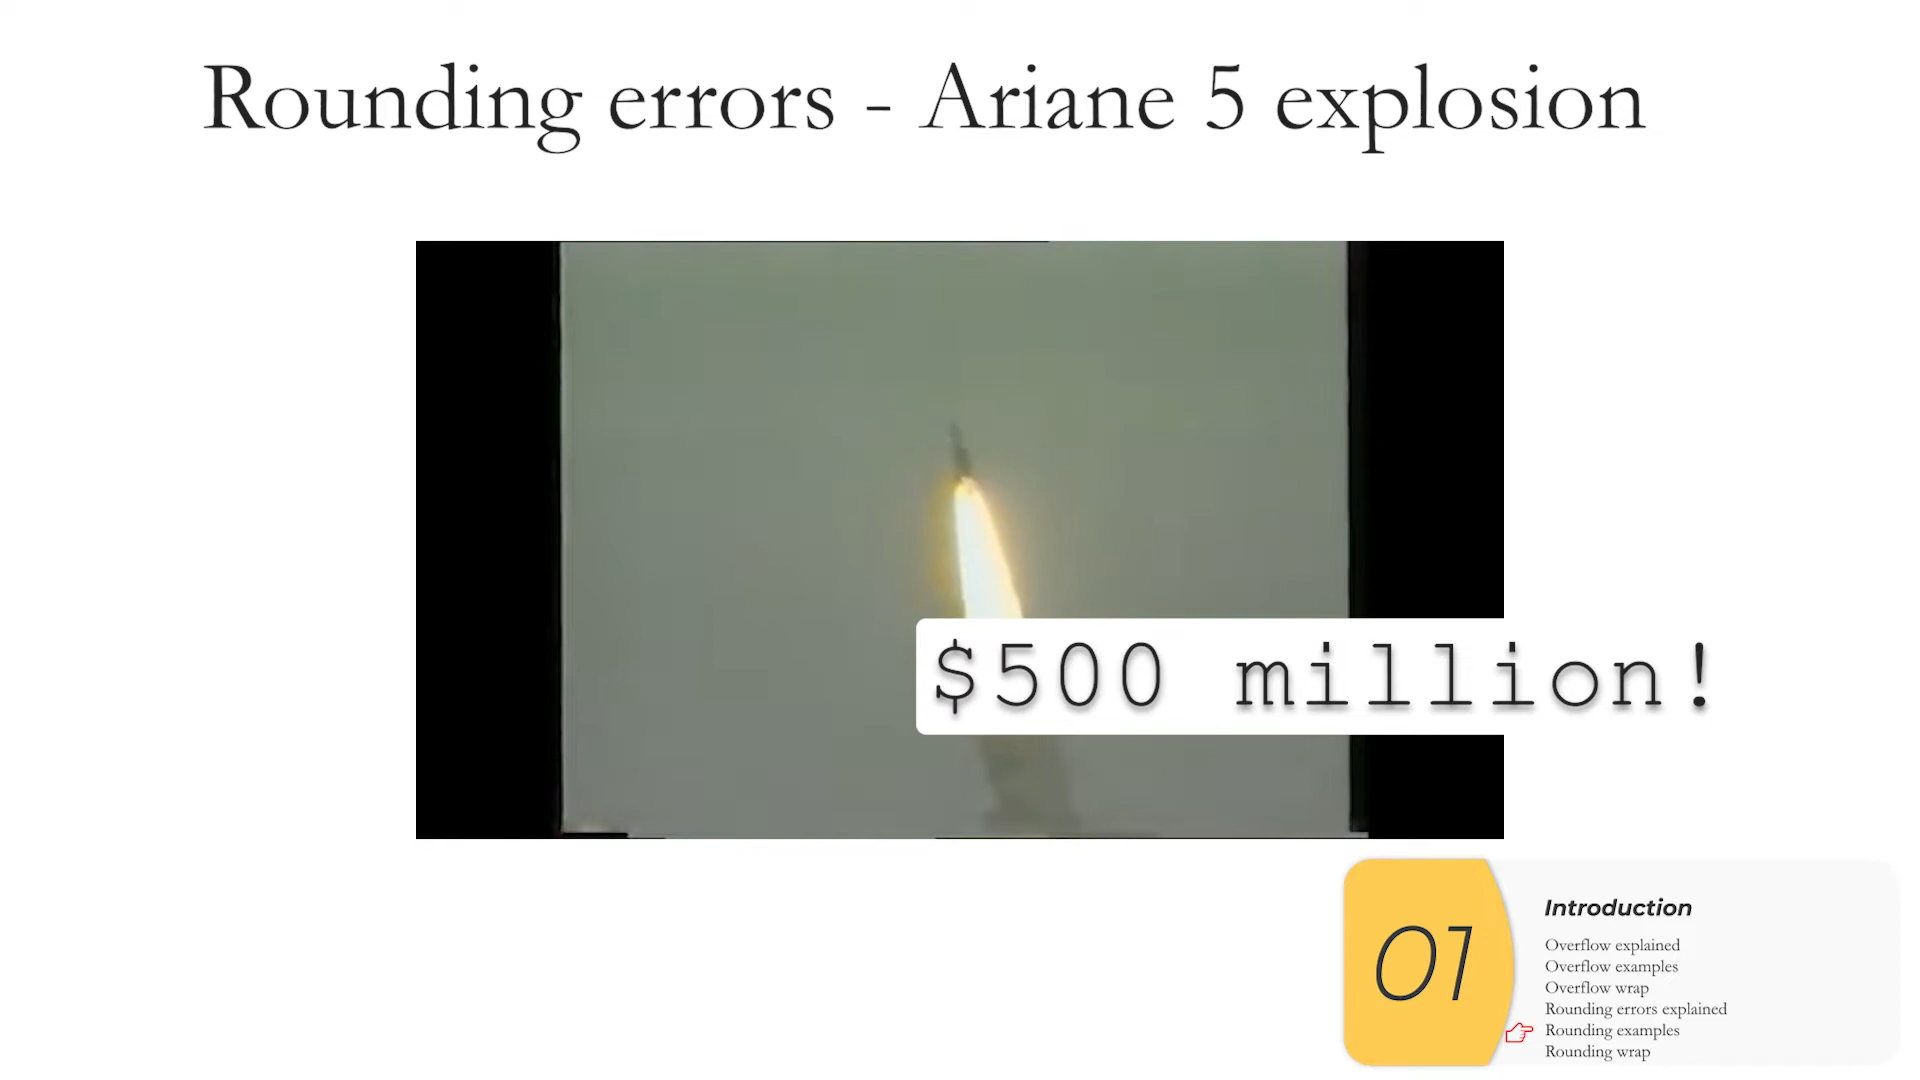 Rounding errors - Ariane 5 explosion
$500 million!
01
Introduction
Overflow explained
Overflow examples
Overflow wrap
Rounding errors explained
Rounding examples
Rounding wrap